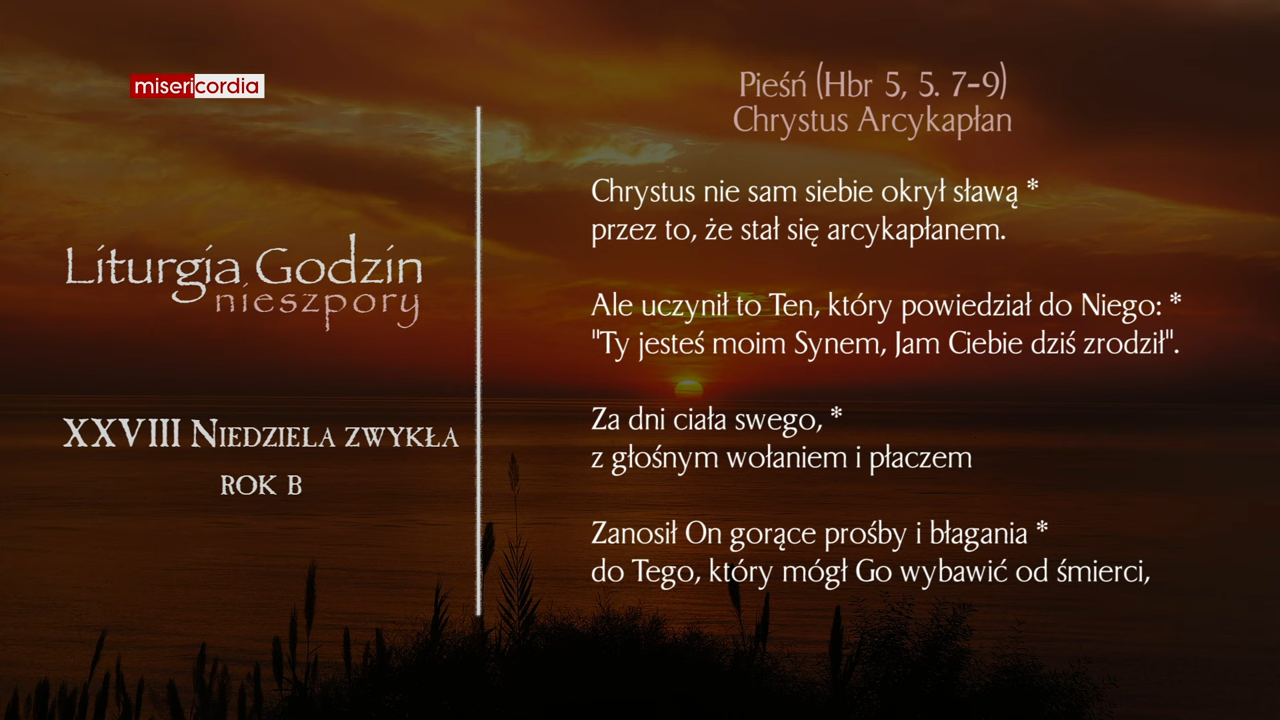 misericordia
Liturgia Godzin
nieszpory
XXVIII Niedziela zwykła
rok B
Pieśń (Hbr 5, 5. 7-9)
Chrystus Arcykapłan
Chrystus nie sam siebie okrył sławą *
przez to, że stał się arcykapłanem.
Ale uczynił to Ten, który powiedział do Niego: *
"Ty jesteś moim Synem, Jam Ciebie dziś zrodził".
Za dni ciała swego, *
z głośnym wołaniem i płaczem
Zanosił On gorące prośby i błagania *
do Tego, który mógł Go wybawić od śmierci,